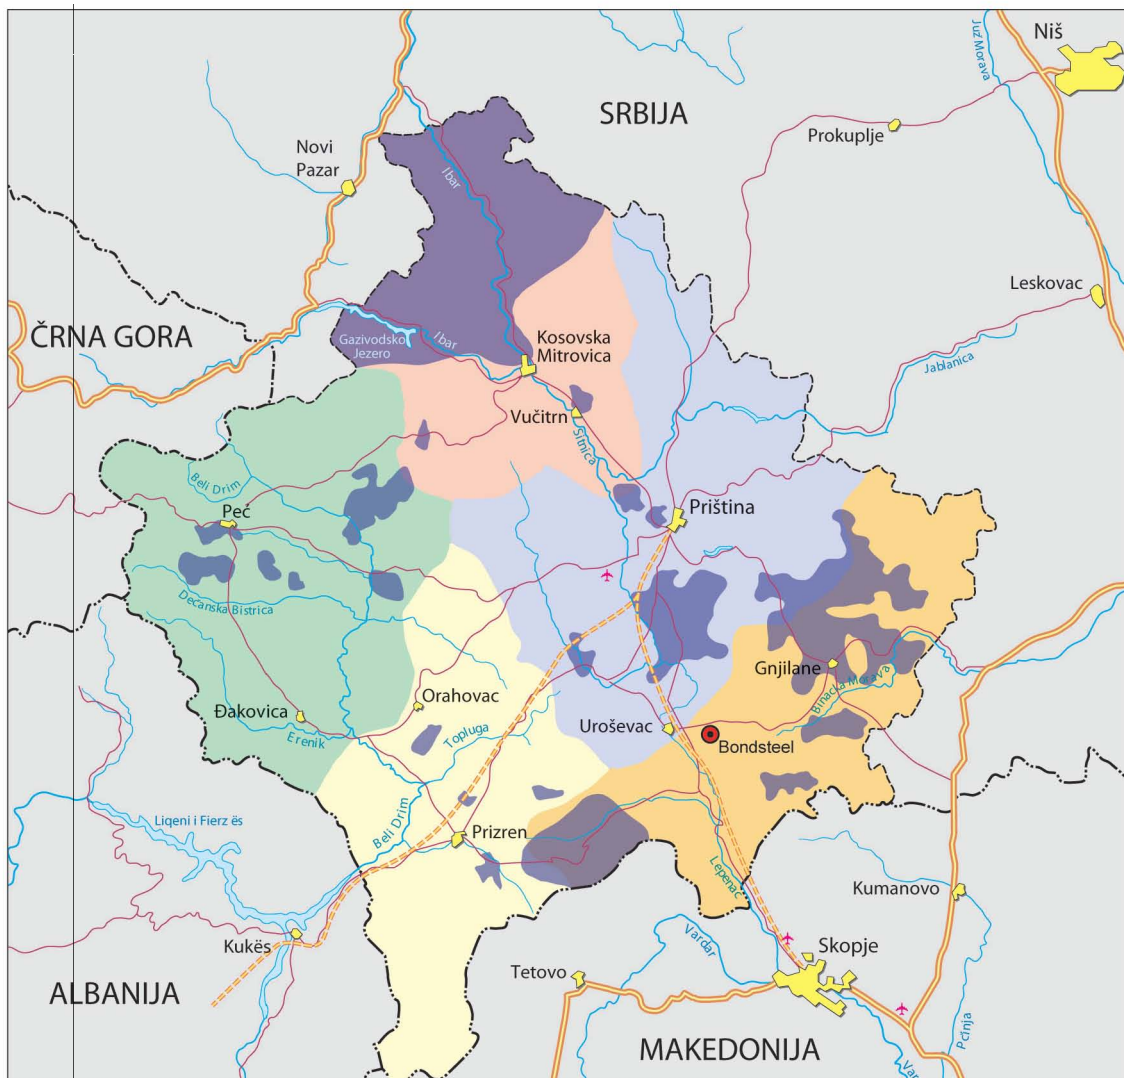 Niš
Juž Morava
SRBIJA
Prokuplje
Novi
Pazar
Ibar
Leskovac
ČRNA GORA
Gazivodsko
Jezero
Ibar
Kosovska
Mitrovica
Jablanica
Vučitrn
Sitnica
Beli Drim
Peć
Priština
Dečanska Bistrica
Gnjilane
Binačka Morava
Orahovac
Đakovica
Erenik
Topluga
Uroševac
Bondsteel
Liqeni i Fierz ës
Beli Drim
Prizren
Lepenac
Kumanovo
Kukës
Vardar
Skopje
Tetovo
ALBANIJA
Pčinja
MAKEDONIJA